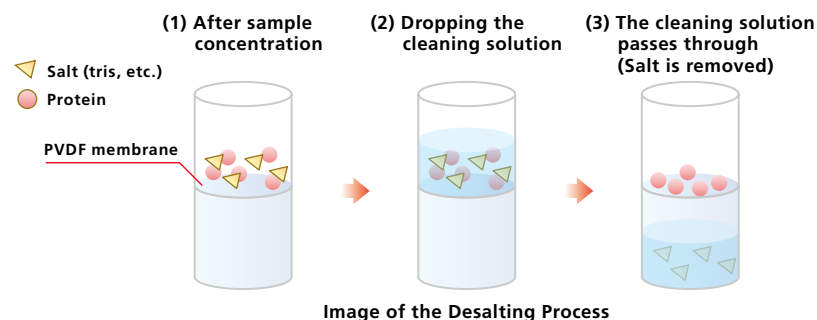 (1) After sample
concentration
(2) Dropping the
cleaning solution
(3) The cleaning solution
passes through
(Salt is removed)
Salt (tris, etc.)
Protein
PVDF membrane
Image of the Desalting Process